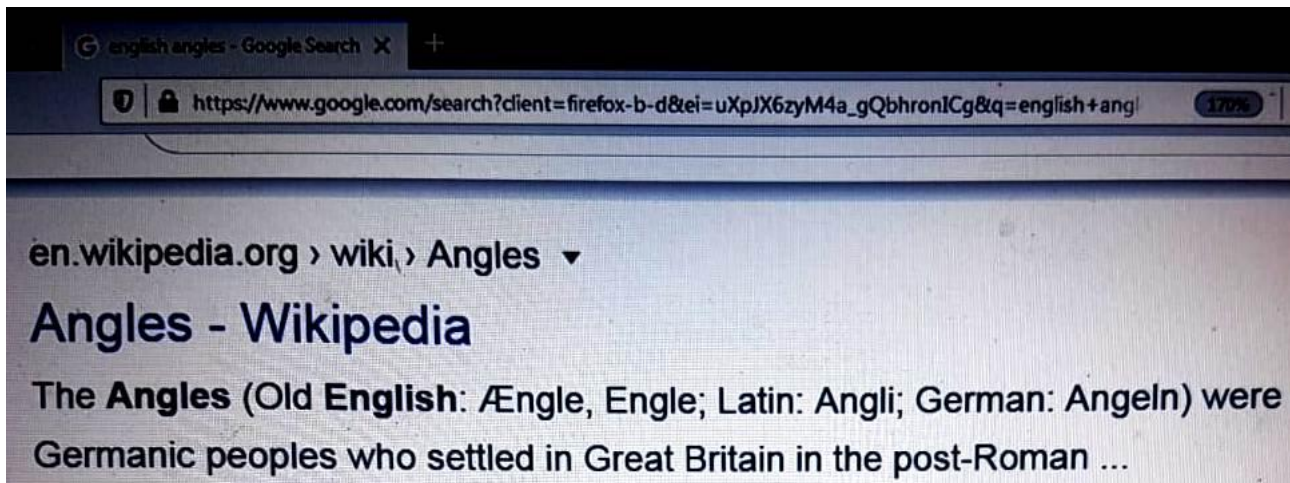 english angles - Google Search
https://www.google.com/search?client=firefox-b-d&ei=uXpJX6zyM4a_gQbhronICg&q=english+angl 170%
en.wikipedia.org › wiki › Angles
Angles - Wikipedia
The Angles (Old English: Ængle, Engle; Latin: Angli; German: Angeln) were
Germanic peoples who settled in Great Britain in the post-Roman ...